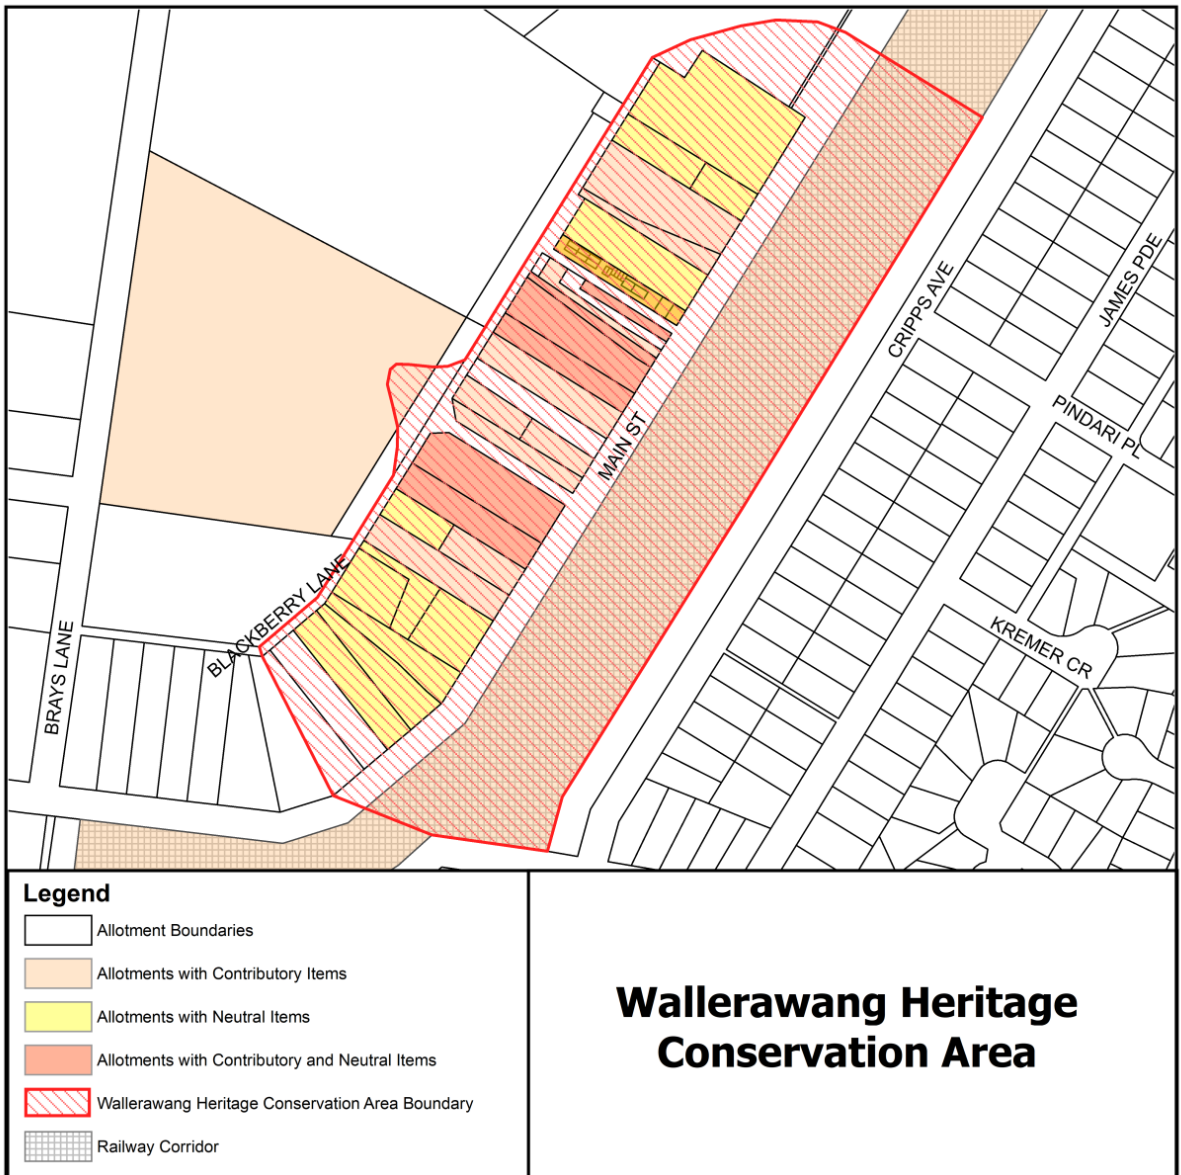 CRIPPS AVE
JAMES PDE
PINDARI PL
MAIN ST
BLACKBERRY LANE
BRAYS LANE
KREMER CR
Legend
Allotment Boundaries
Allotments with Contributory Items
Allotments with Neutral Items
Allotments with Contributory and Neutral Items
Wallerawang Heritage Conservation Area Boundary
Railway Corridor
Wallerawang Heritage
Conservation Area